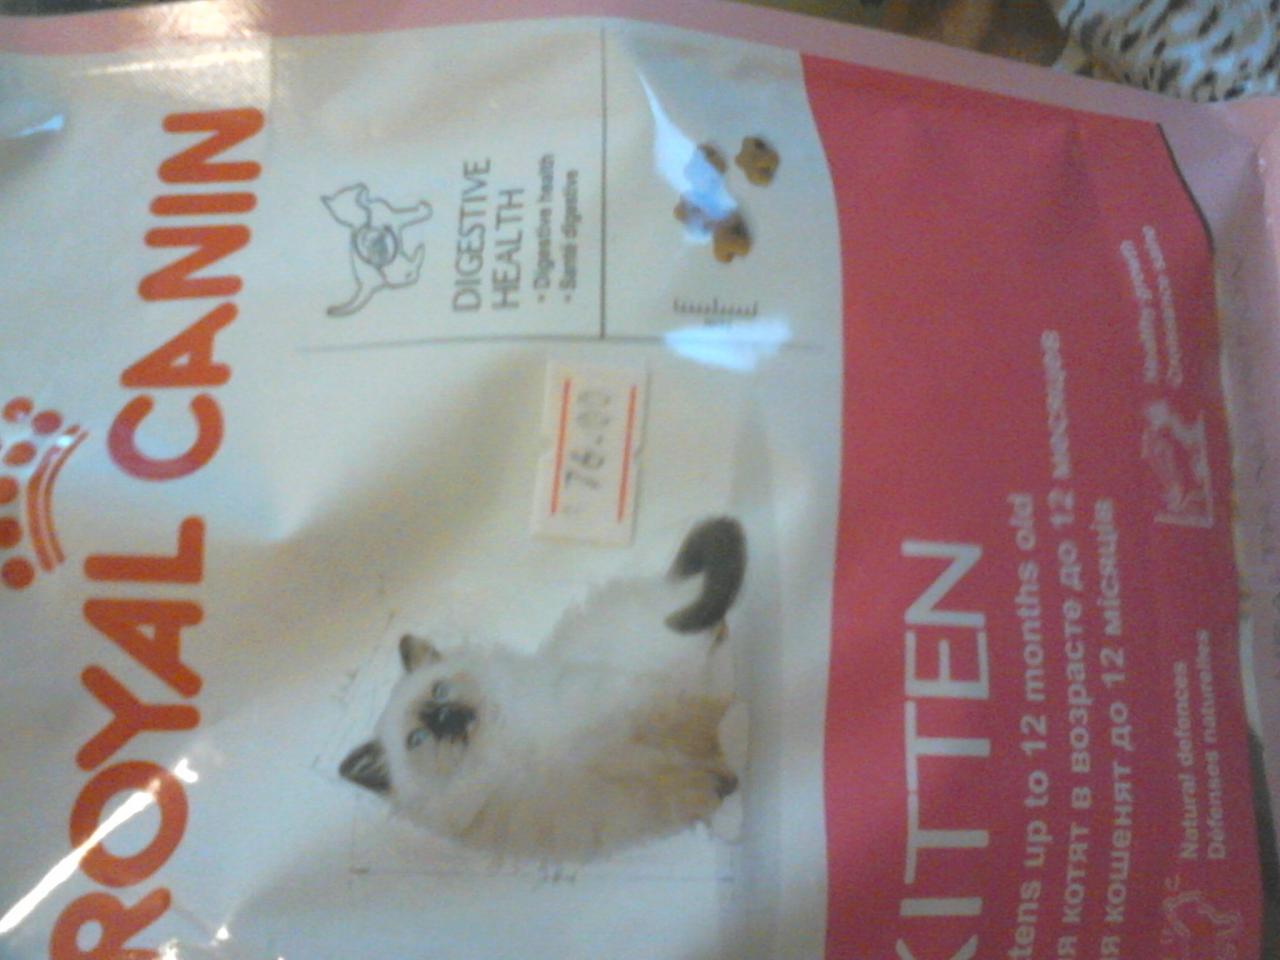 ROYAL CANIN
DIGESTIVE
HEALTH
• Digestive health
• Santé digestive
76.00
KITTEN
tens up to 12 months old
я котят в возрасте до 12 месяцев
я кошенят до 12 місяців
Natural defences
Défenses naturelles
Healthy growth
Croissance saine